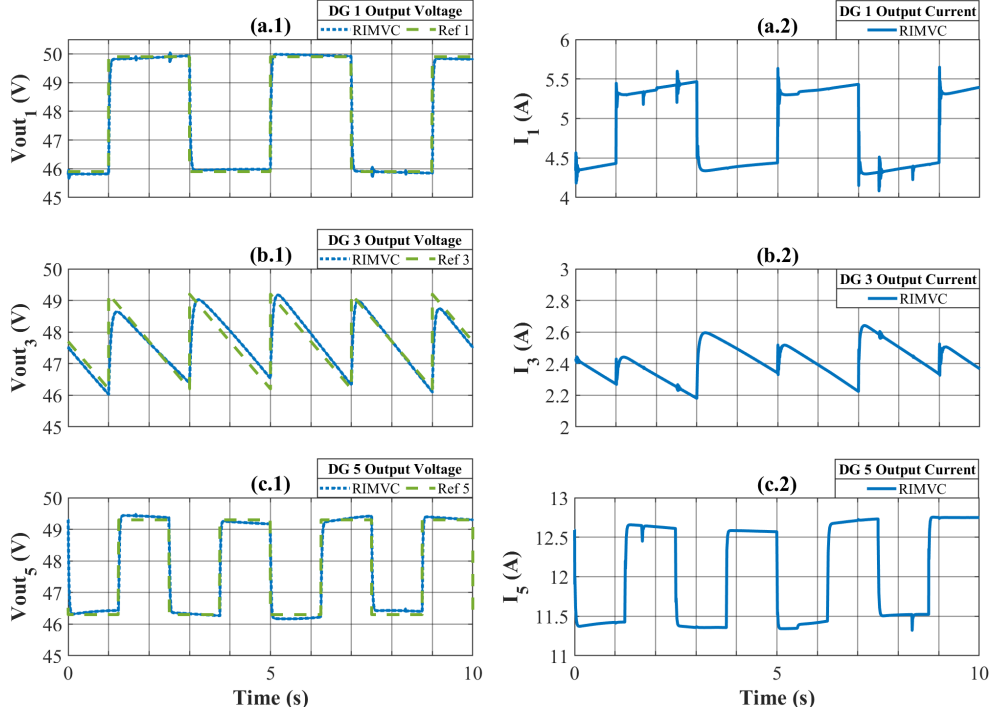 (a.1)
DG 1 Output Voltage
RIMVC Ref 1
50
49
48
47
46
45
Vout1 (V)
(a.2)
DG 1 Output Current
RIMVC
6
5.5
5
4.5
4
I1 (A)
(b.1)
DG 3 Output Voltage
RIMVC Ref 3
50
49
48
47
46
45
Vout3 (V)
(b.2)
DG 3 Output Current
RIMVC
3
2.8
2.6
2.4
2.2
2
I3 (A)
(c.1)
DG 5 Output Voltage
RIMVC Ref 5
50
49
48
47
46
45
Vout5 (V)
0 5 10
Time (s)
(c.2)
DG 5 Output Current
RIMVC
13
12.5
12
11.5
11
I5 (A)
0 5 10
Time (s)